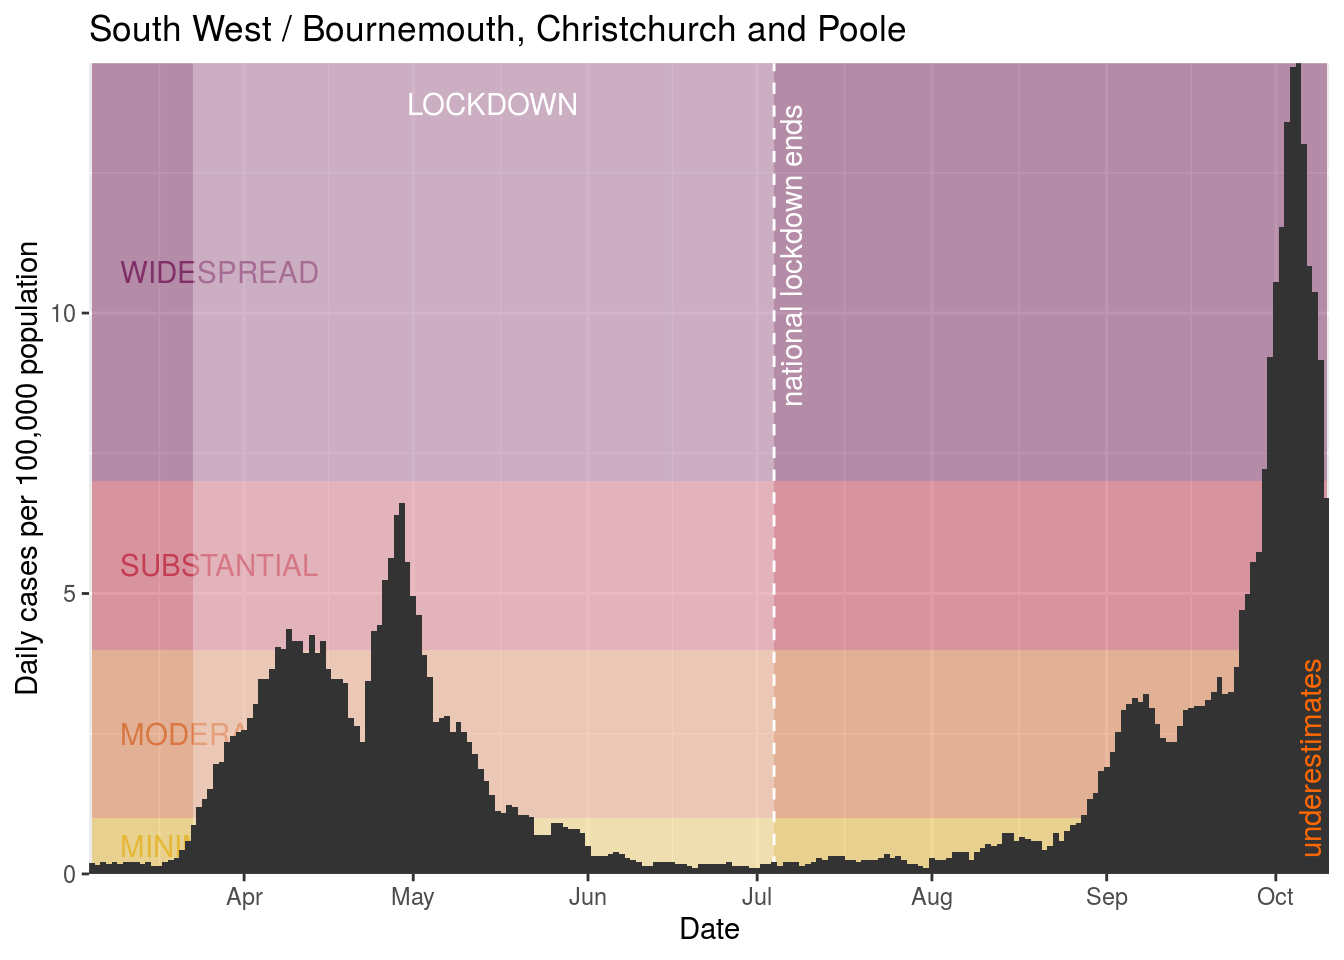 South West / Bournemouth, Christchurch and Poole
LOCKDOWN
national lockdown ends
WIDESPREAD
SUBSTANTIAL
MODERA
MINI
underestimates
Daily cases per 100,000 population
10
5
0
Apr
May
Jun
Jul
Aug
Sep
Oct
Date